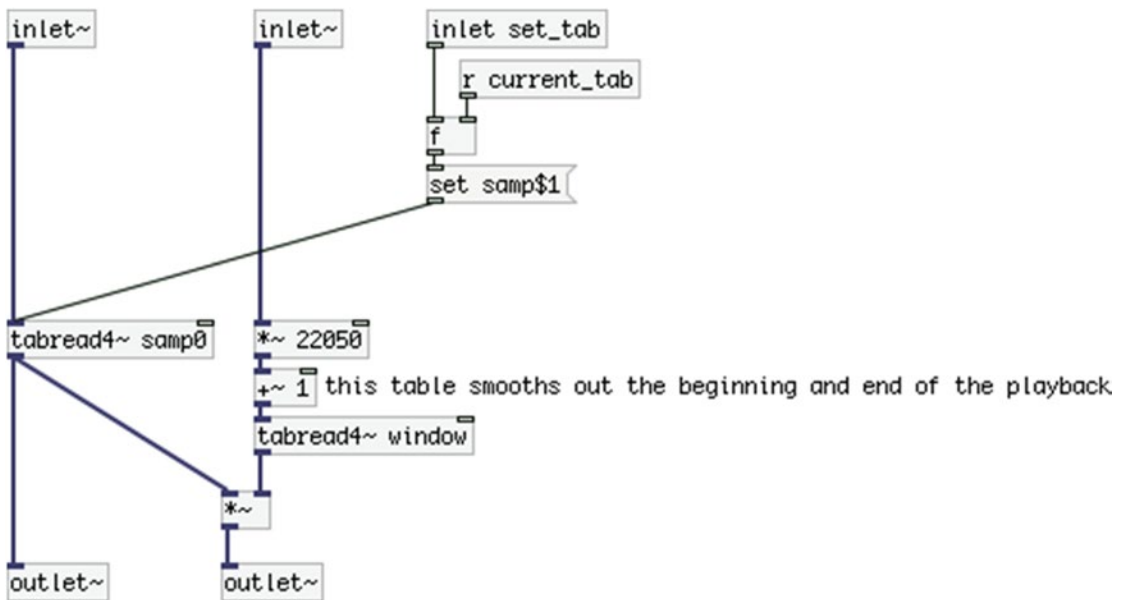 inlet~
inlet~
inlet set_tab
r current_tab
f
set samp$1
tabread4~ samp0
*~ 22050
+~ 1
this table smooths out the beginning and end of the playback
tabread4~ window
*~
outlet~
outlet~